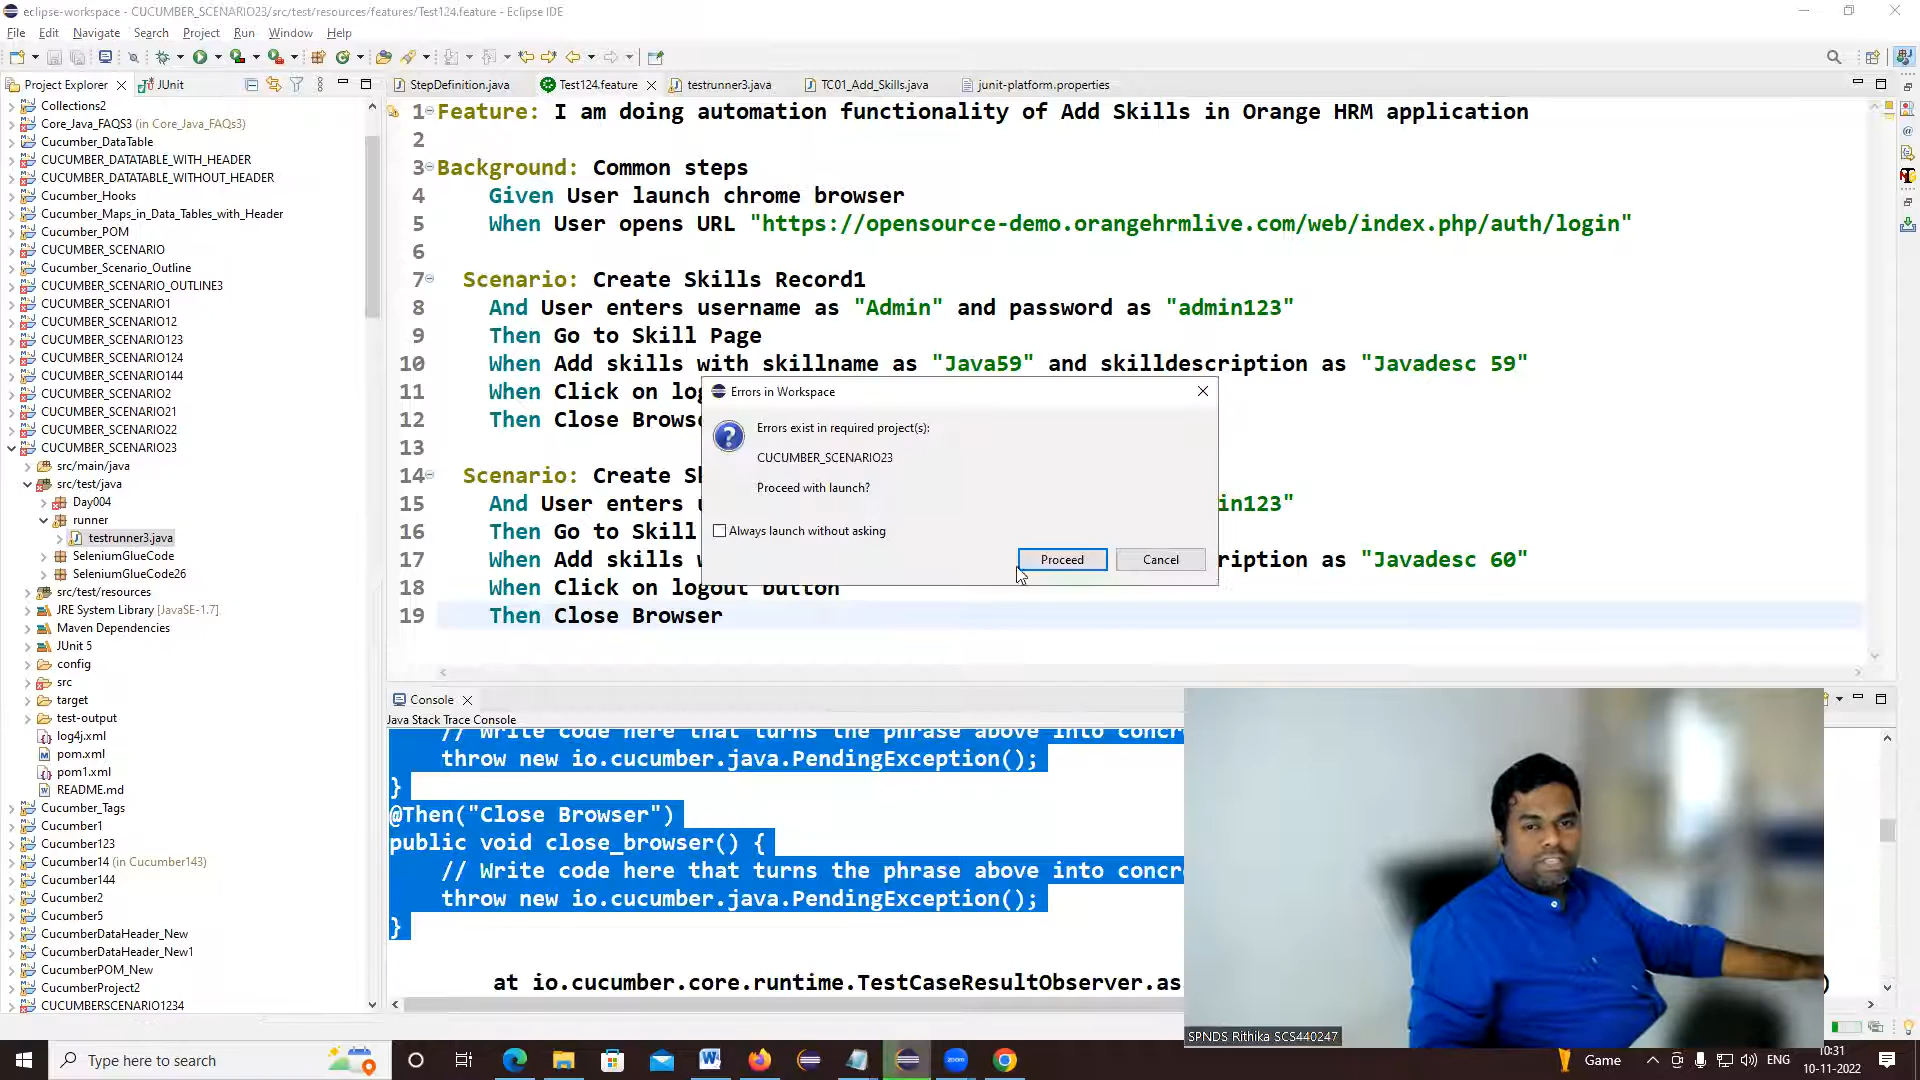 eclipse-workspace - CUCUMBER_SCENARIO23/src/test/resources/features/Test124.feature - Eclipse IDE
File Edit Navigate Search Project Run Window Help
Project Explorer
JUnit
StepDefinition.java
Test124.feature
testrunner3.java
TC01_Add_Skills.java
junit-platform.properties
Collections2
Core_Java_FAQS3 (in Core_Java_FAQs3)
Cucumber_DataTable
CUCUMBER_DATATABLE_WITH_HEADER
CUCUMBER_DATATABLE_WITHOUT_HEADER
Cucumber_Hooks
Cucumber_Maps_in_Data_Tables_with_Header
Cucumber_POM
CUCUMBER_SCENARIO
Cucumber_Scenario_Outline
CUCUMBER_SCENARIO_OUTLINE3
CUCUMBER_SCENARIO1
CUCUMBER_SCENARIO12
CUCUMBER_SCENARIO123
CUCUMBER_SCENARIO124
CUCUMBER_SCENARIO144
CUCUMBER_SCENARIO2
CUCUMBER_SCENARIO21
CUCUMBER_SCENARIO22
CUCUMBER_SCENARIO23
src/main/java
src/test/java
Day004
runner
testrunner3.java
SeleniumGlueCode
SeleniumGlueCode26
src/test/resources
JRE System Library [JavaSE-1.7]
Maven Dependencies
JUnit 5
config
src
target
test-output
log4j.xml
pom.xml
pom1.xml
README.md
Cucumber_Tags
Cucumber1
Cucumber123
Cucumber14 (in Cucumber143)
Cucumber144
Cucumber2
Cucumber5
CucumberDataHeader_New
CucumberDataHeader_New1
CucumberPOM_New
CucumberProject2
CUCUMBERSCENARIO1234
1 Feature: I am doing automation functionality of Add Skills in Orange HRM application
2
3 Background: Common steps
4 Given User launch chrome browser
5 When User opens URL "https://opensource-demo.orangehrmlive.com/web/index.php/auth/login"
6
7 Scenario: Create Skills Record1
8 And User enters username as "Admin" and password as "admin123"
9 Then Go to Skill Page
10 When Add skills with skillname as "Java59" and skilldescription as "Javadesc 59"
11 When Click on log
12 Then Close Browse
13
14 Scenario: Create Sk
15 And User enters u in123"
16 Then Go to Skill
17 When Add skills w ription as "Javadesc 60"
18 When Click on logout button
19 Then Close Browser
Errors in Workspace
Errors exist in required project(s):
CUCUMBER_SCENARIO23
Proceed with launch?
Always launch without asking
Proceed
Cancel
Console
Java Stack Trace Console
// Write code here that turns the phrase above into concr
throw new io.cucumber.java.PendingException();
}
@Then("Close Browser")
public void close_browser() {
// Write code here that turns the phrase above into concr
throw new io.cucumber.java.PendingException();
}
at io.cucumber.core.runtime.TestCaseResultObserver.as
)
SPNDS Rithika SCS440247
Type here to search
Game
ENG
10:31
10-11-2022